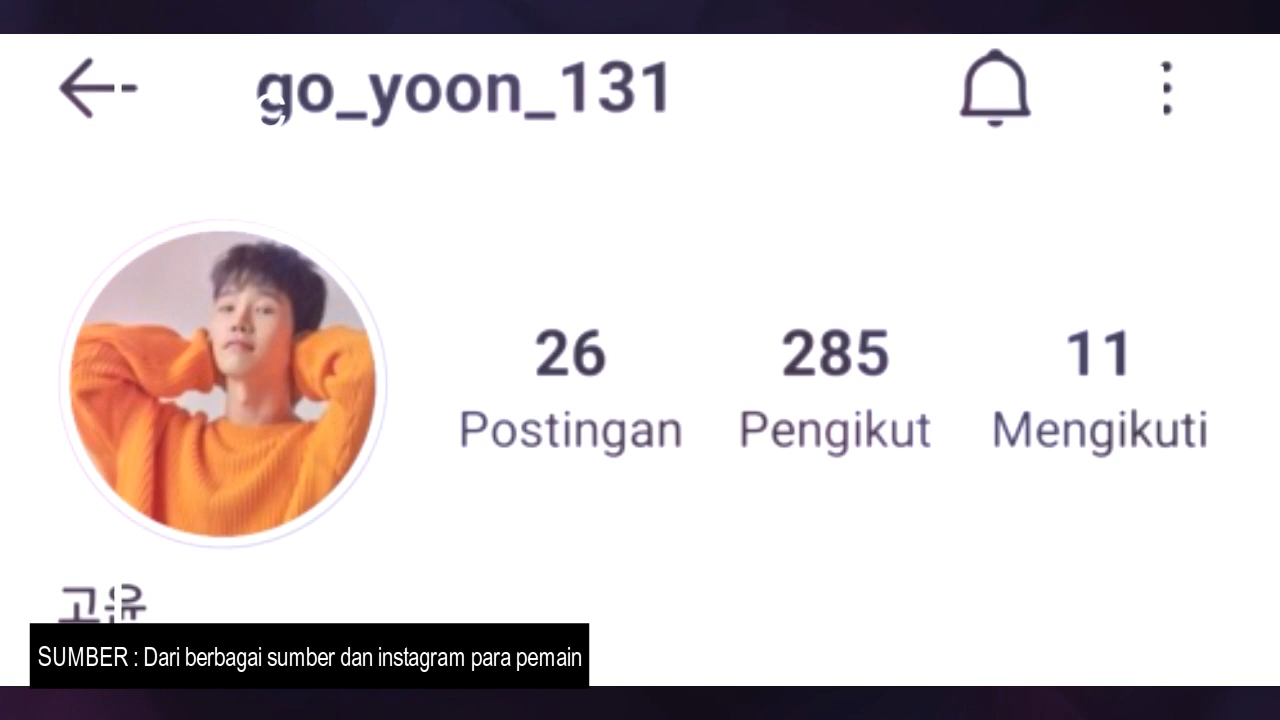 go_yoon_131
26 285 11
Postingan Pengikut Mengikuti
고윤
SUMBER : Dari berbagai sumber dan instagram para pemain